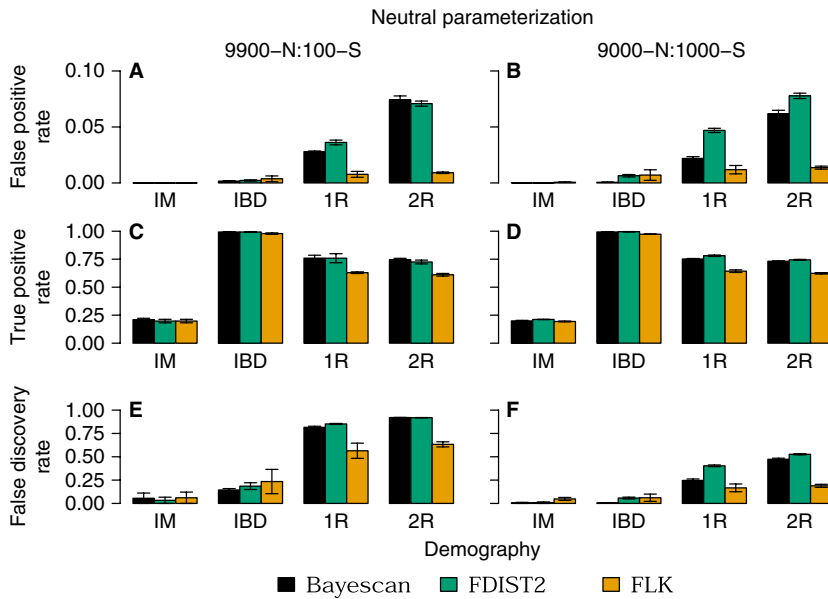 Neutral parameterization
9900−N:100−S
9000−N:1000−S
A
B
False positive
rate
0.10
0.05
0.00
IM
IBD
1R
2R
IM
IBD
1R
2R
C
D
True positive
rate
1.00
0.75
0.50
0.25
0.00
IM
IBD
1R
2R
IM
IBD
1R
2R
E
F
False discovery
rate
1.00
0.75
0.50
0.25
0.00
IM
IBD
1R
2R
IM
IBD
1R
2R
Demography
Bayescan
FDIST2
FLK